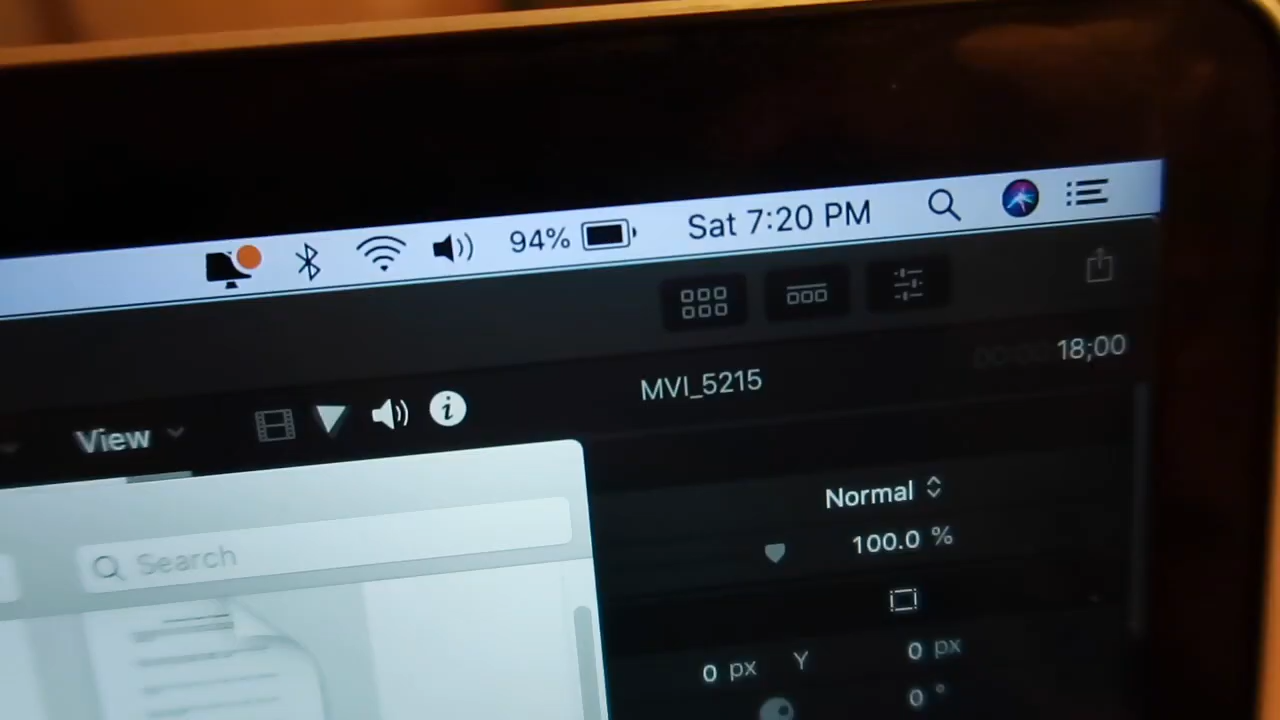 94% Sat 7:20 PM
18;00
MVI_5215
View
Normal
100.0 %
Search
0 px Y 0 px
0 °